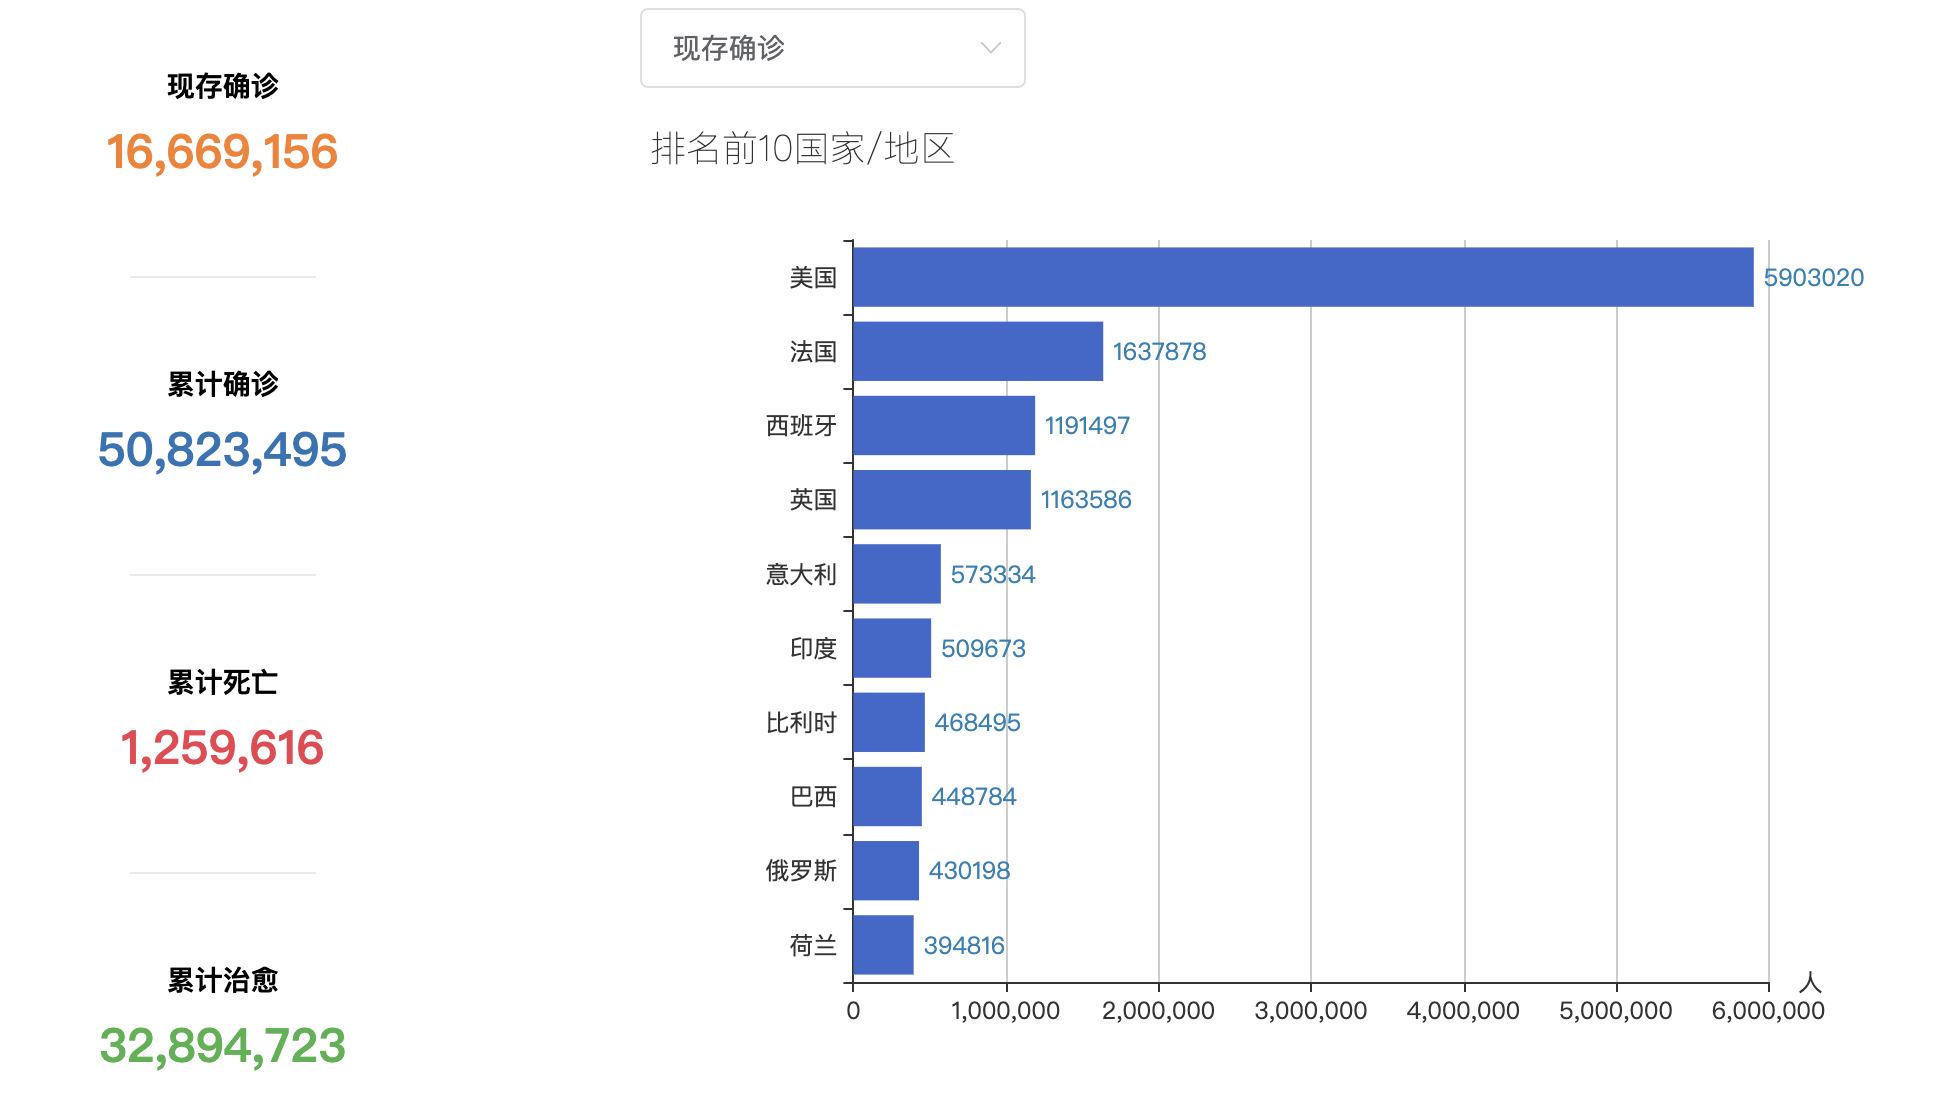 现存确诊
16,669,156
累计确诊
50,823,495
累计死亡
1,259,616
累计治愈
32,894,723
现存确诊
排名前10国家/地区
美国 5903020
法国 1637878
西班牙 1191497
英国 1163586
意大利 573334
印度 509673
比利时 468495
巴西 448784
俄罗斯 430198
荷兰 394816
人
0 1,000,000 2,000,000 3,000,000 4,000,000 5,000,000 6,000,000